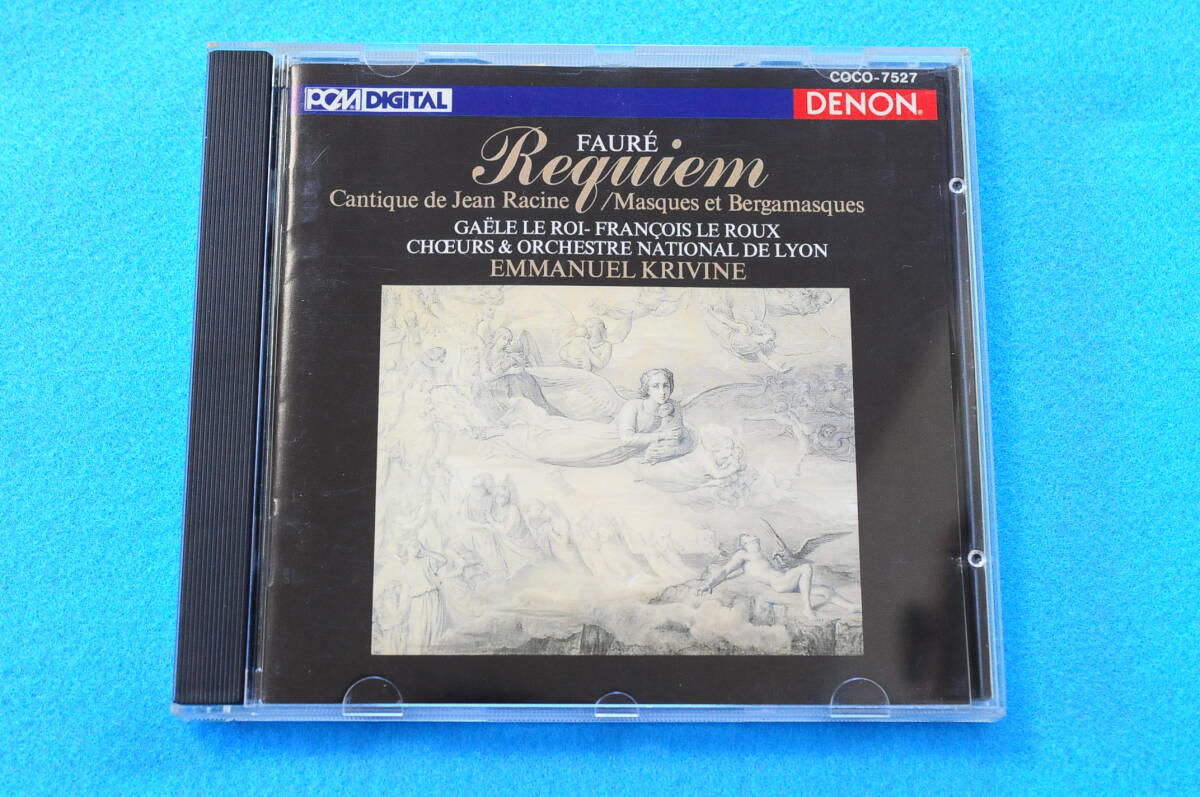 COCO-7527
PCM DIGITAL
DENON®
FAURÉ
Requiem
Cantique de Jean Racine/Masques et Bergamasques
GAËLE LE ROI- FRANÇOIS LE ROUX
CHŒURS & ORCHESTRE NATIONAL DE LYON
EMMANUEL KRIVINE